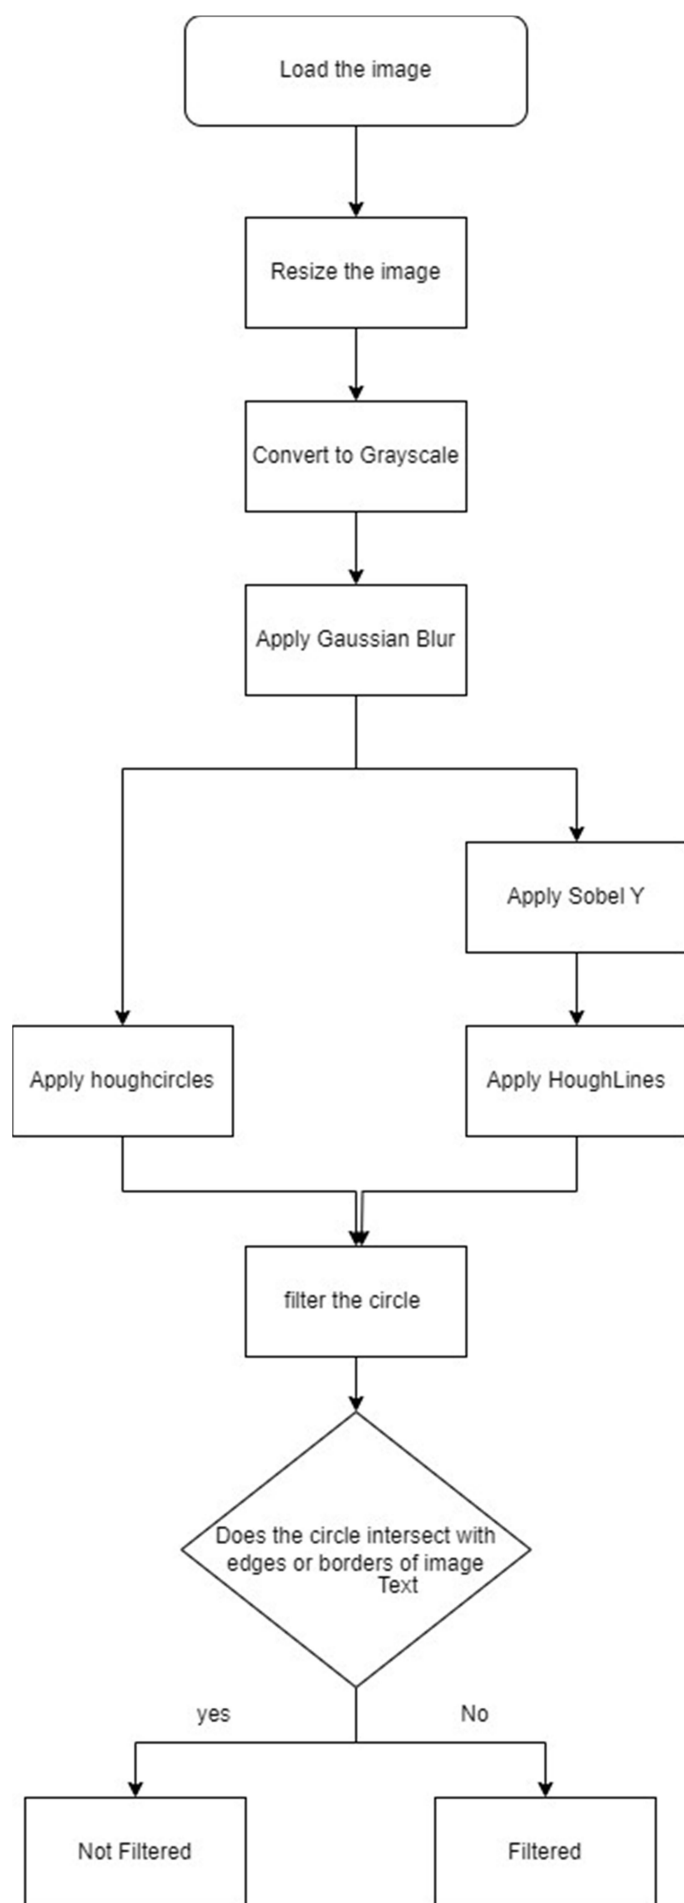 Load the image
Resize the image
Convert to Grayscale
Apply Gaussian Blur
Apply Sobel Y
Apply houghcircles
Apply HoughLines
filter the circle
Does the circle intersect with
edges or borders of image
Text
yes
No
Not Filtered
Filtered